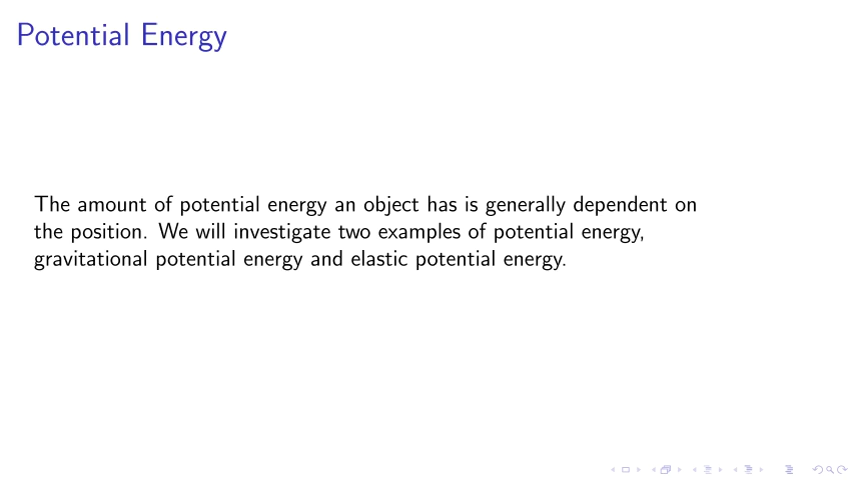 Potential Energy
The amount of potential energy an object has is generally dependent on
the position. We will investigate two examples of potential energy,
gravitational potential energy and elastic potential energy.